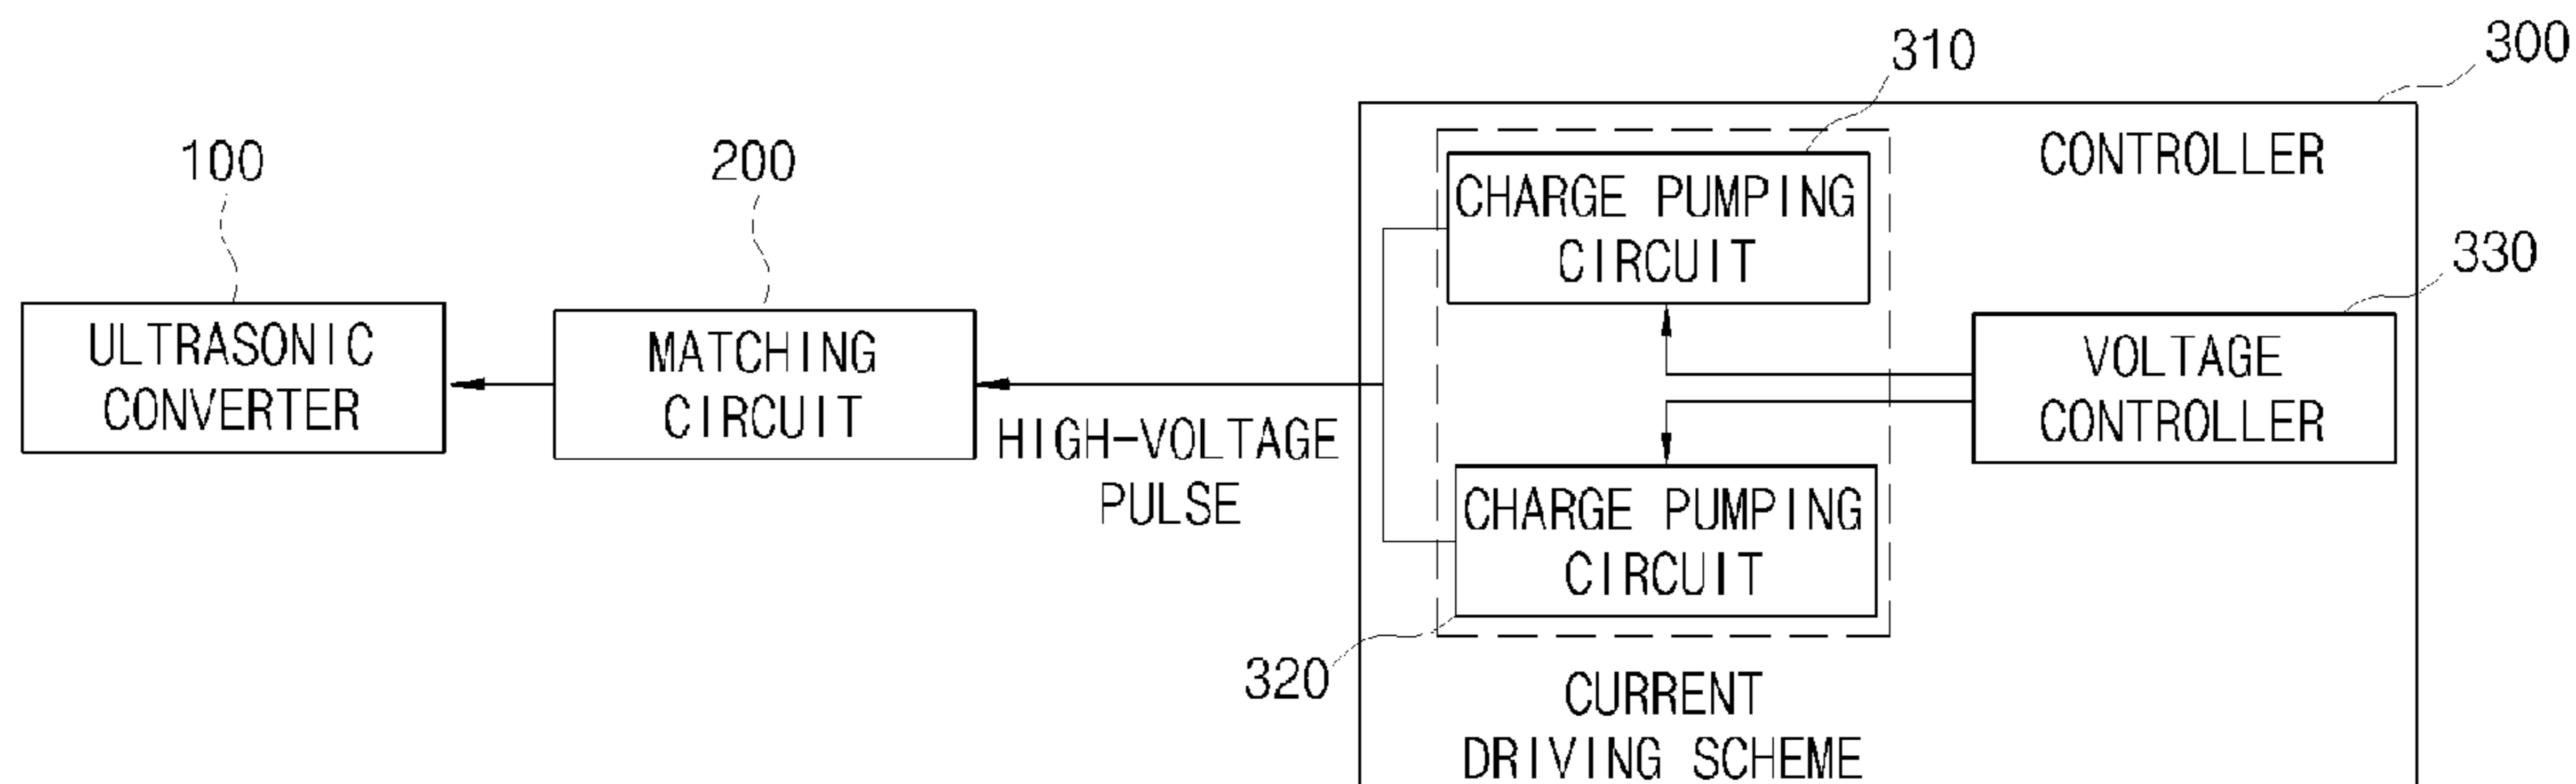 300
310
CONTROLLER
100
200
CHARGE PUMPING
CIRCUIT
330
ULTRASONIC
CONVERTER
MATCHING
CIRCUIT
HIGH-VOLTAGE
PULSE
VOLTAGE
CONTROLLER
CHARGE PUMPING
CIRCUIT
320
CURRENT
DRIVING SCHEME